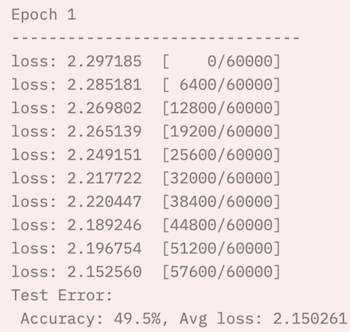 Epoch 1
-------------------------------
loss: 2.297185  [    0/60000]
loss: 2.285181  [ 6400/60000]
loss: 2.269802  [12800/60000]
loss: 2.265139  [19200/60000]
loss: 2.249151  [25600/60000]
loss: 2.217722  [32000/60000]
loss: 2.220447  [38400/60000]
loss: 2.189246  [44800/60000]
loss: 2.196754  [51200/60000]
loss: 2.152560  [57600/60000]
Test Error:
 Accuracy: 49.5%, Avg loss: 2.150261